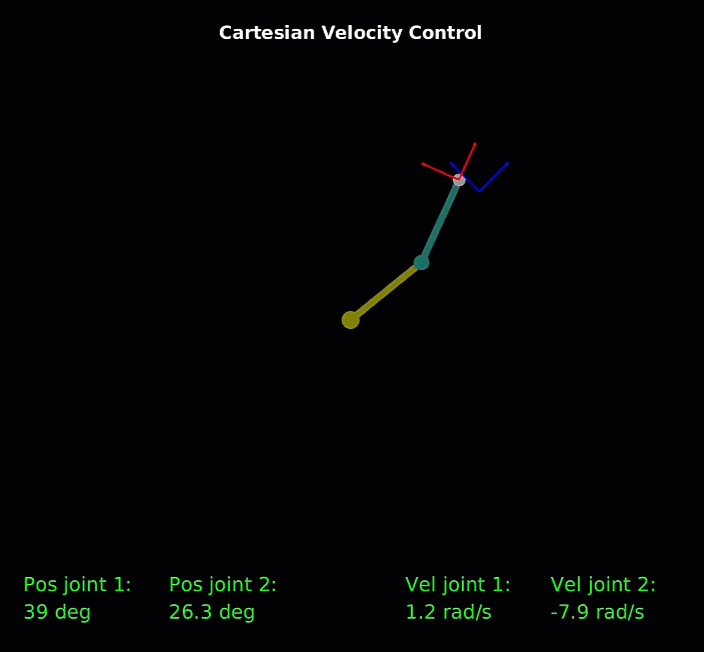 Cartesian Velocity Control
Pos joint 1: Pos joint 2: Vel joint 1: Vel joint 2:
39 deg 26.3 deg 1.2 rad/s -7.9 rad/s